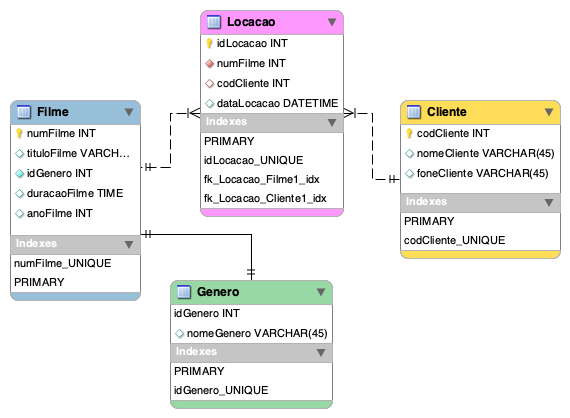 Locacao
idLocacao INT
numFilme INT
codCliente INT
dataLocacao DATETIME
Indexes
PRIMARY
idLocacao_UNIQUE
fk_Locacao_Filme1_idx
fk_Locacao_Cliente1_idx
Filme
numFilme INT
tituloFilme VARCH...
idGenero INT
duracaoFilme TIME
anoFilme INT
Indexes
numFilme_UNIQUE
PRIMARY
Cliente
codCliente INT
nomeCliente VARCHAR(45)
foneCliente VARCHAR(45)
Indexes
PRIMARY
codCliente_UNIQUE
Genero
idGenero INT
nomeGenero VARCHAR(45)
Indexes
PRIMARY
idGenero_UNIQUE